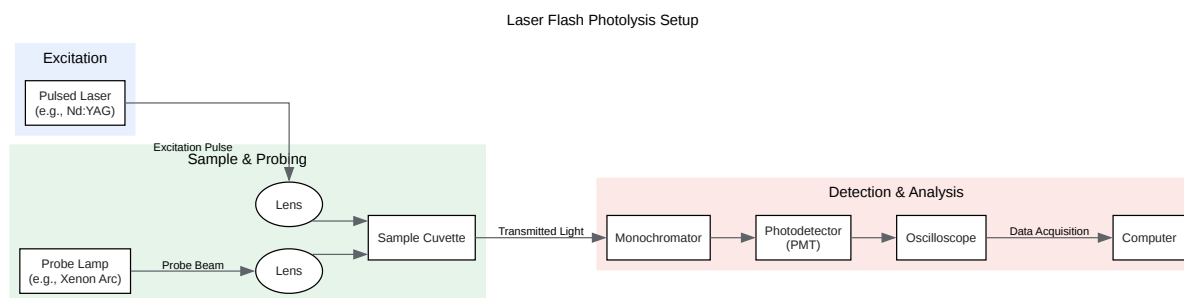 Laser Flash Photolysis Setup
Excitation
Pulsed Laser
(e.g., Nd:YAG)
Excitation Pulse
Sample & Probing
Lens
Sample Cuvette
Probe Lamp
(e.g., Xenon Arc)
Probe Beam
Lens
Transmitted Light
Detection & Analysis
Monochromator
Photodetector
(PMT)
Oscilloscope
Data Acquisition
Computer